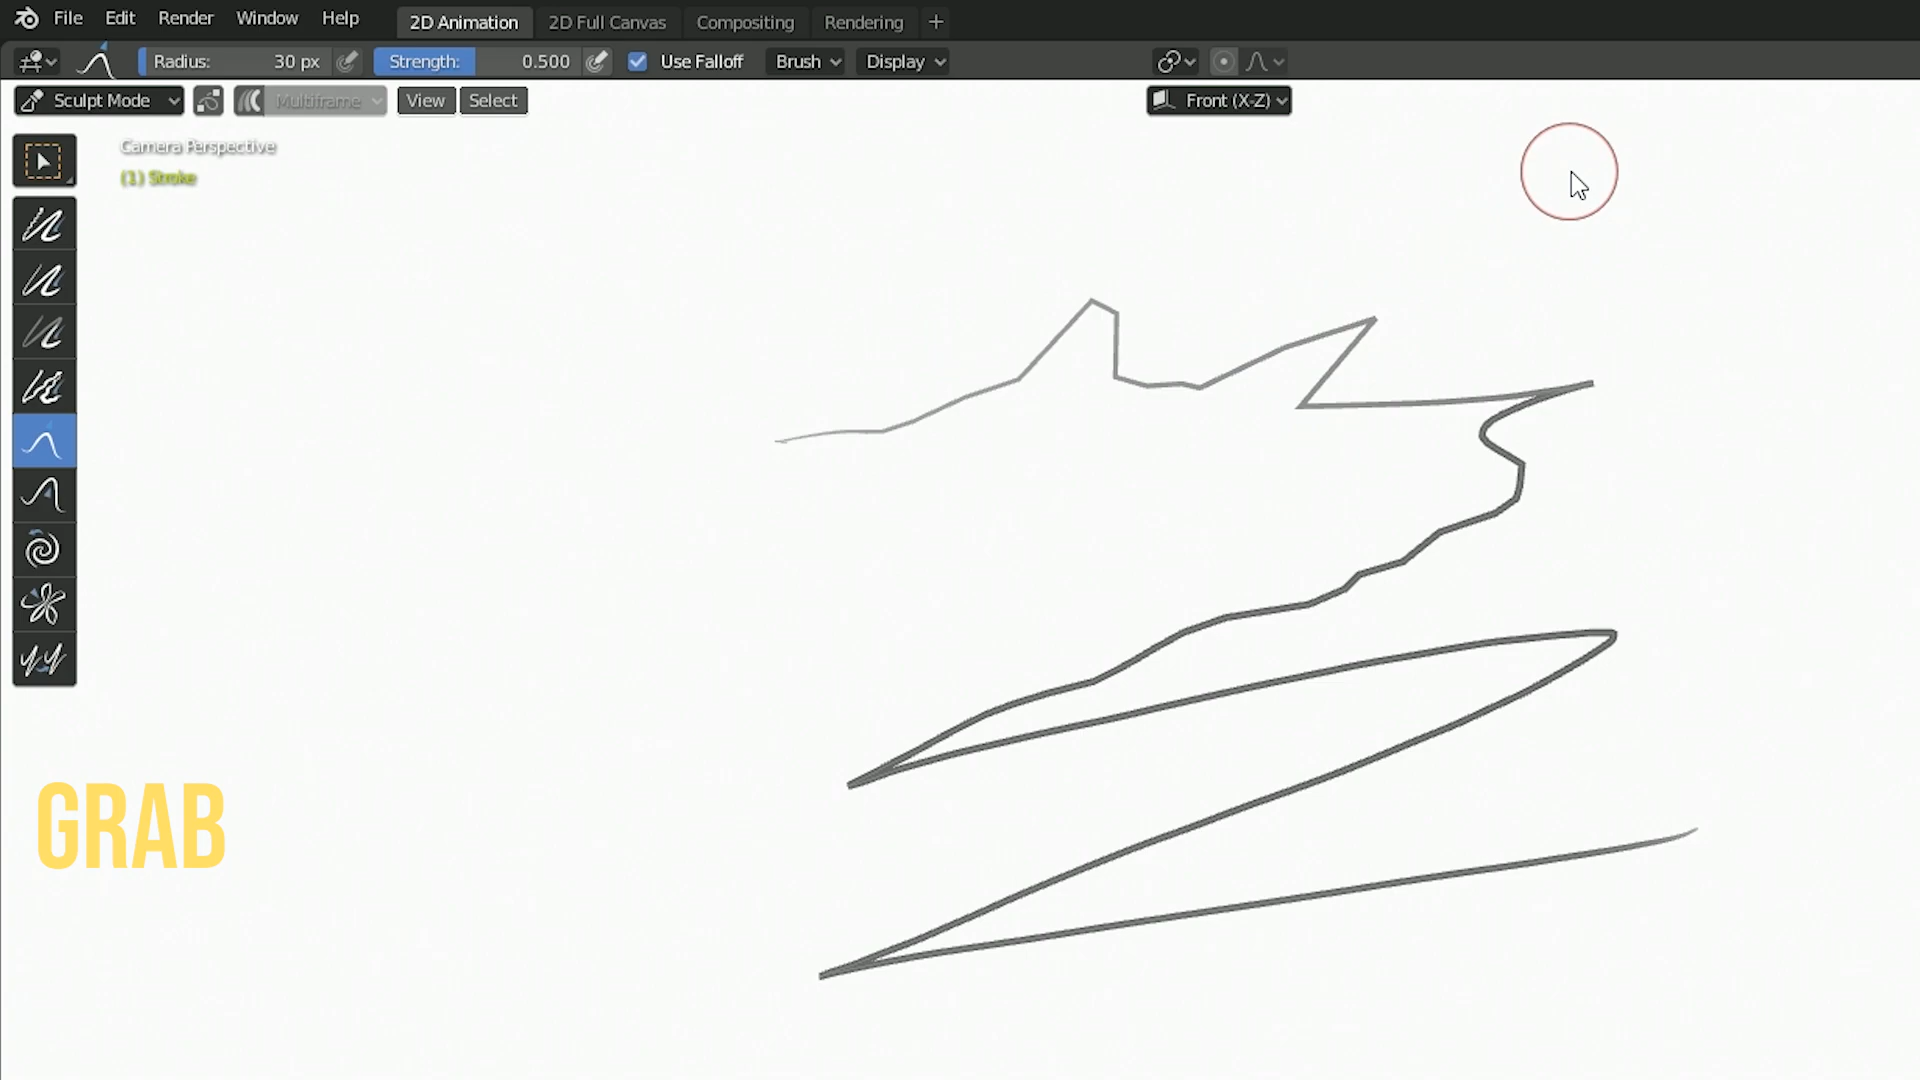 File Edit Render Window Help 2D Animation 2D Full Canvas Compositing Rendering +
Radius: 30 px Strength: 0.500 Use Falloff Brush Display
Sculpt Mode Multiframe View Select Front (X-Z)
Camera Perspective
(1) Stroke
GRAB